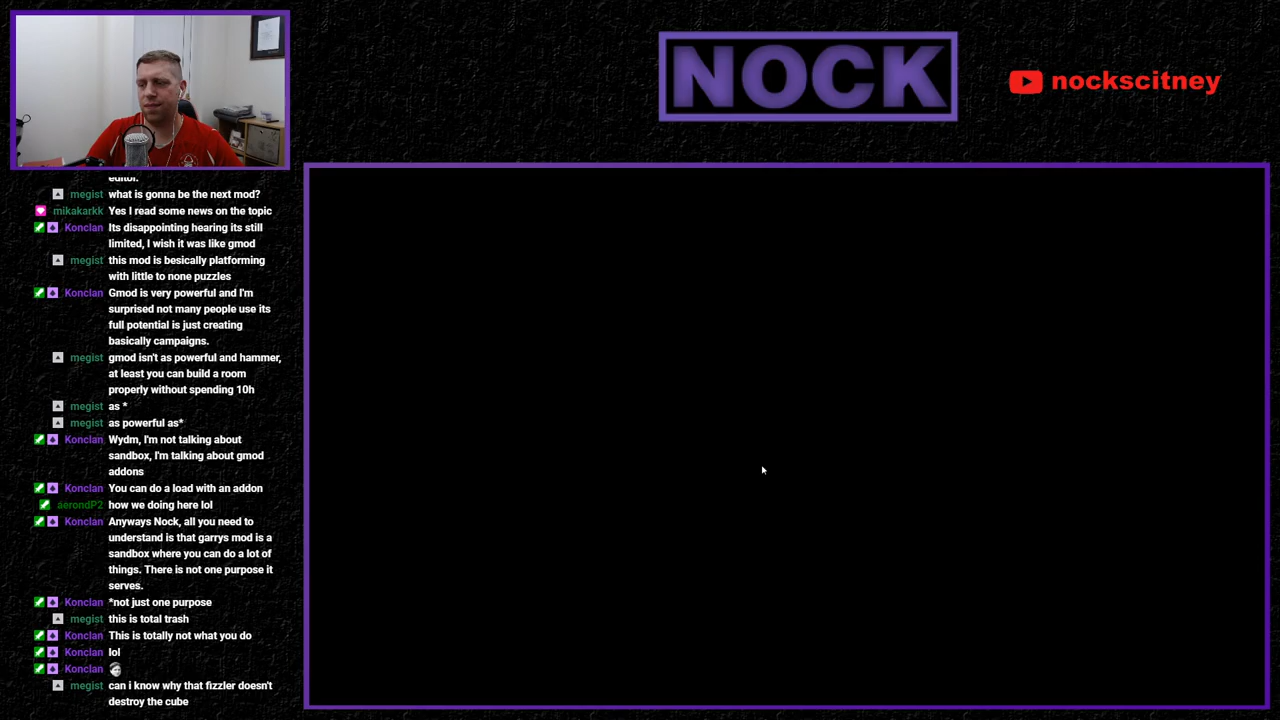 NOCK
nockscitney
editor.
megist what is gonna be the next mod?
mikakarkk Yes I read some news on the topic
Konclan Its disappointing hearing its still
limited, I wish it was like gmod
megist this mod is besically platforming
with little to none puzzles
Konclan Gmod is very powerful and I'm
surprised not many people use its
full potential is just creating
basically campaigns.
megist gmod isn't as powerful and hammer,
at least you can build a room
properly without spending 10h
megist as *
megist as powerful as*
Konclan Wydm, I'm not talking about
sandbox, I'm talking about gmod
addons
Konclan You can do a load with an addon
aerondP2 how we doing here lol
Konclan Anyways Nock, all you need to
understand is that garrys mod is a
sandbox where you can do a lot of
things. There is not one purpose it
serves.
Konclan *not just one purpose
megist this is total trash
Konclan This is totally not what you do
Konclan lol
Konclan
megist can i know why that fizzler doesn't
destroy the cube